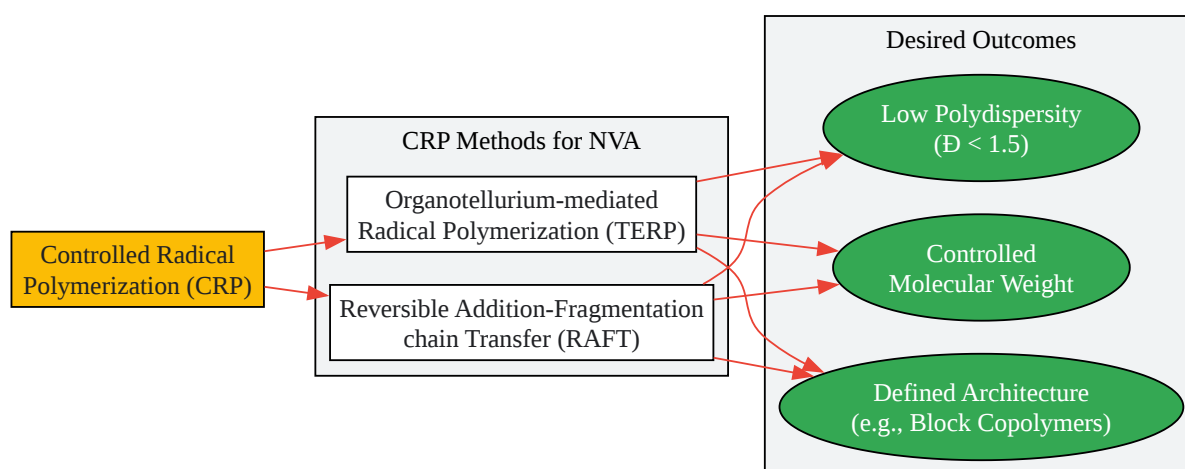 Controlled Radical
Polymerization (CRP)
CRP Methods for NVA
Organotellurium-mediated
Radical Polymerization (TERP)
Reversible Addition-Fragmentation
chain Transfer (RAFT)
Desired Outcomes
Low Polydispersity
(Đ < 1.5)
Controlled
Molecular Weight
Defined Architecture
(e.g., Block Copolymers)